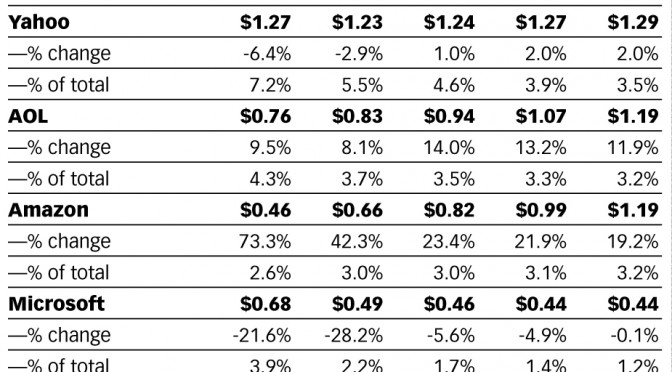 Yahoo $1.27 $1.23 $1.24 $1.27 $1.29
—% change -6.4% -2.9% 1.0% 2.0% 2.0%
—% of total 7.2% 5.5% 4.6% 3.9% 3.5%
AOL $0.76 $0.83 $0.94 $1.07 $1.19
—% change 9.5% 8.1% 14.0% 13.2% 11.9%
—% of total 4.3% 3.7% 3.5% 3.3% 3.2%
Amazon $0.46 $0.66 $0.82 $0.99 $1.19
—% change 73.3% 42.3% 23.4% 21.9% 19.2%
—% of total 2.6% 3.0% 3.0% 3.1% 3.2%
Microsoft $0.68 $0.49 $0.46 $0.44 $0.44
—% change -21.6% -28.2% -5.6% -4.9% -0.1%
—% of total 3.9% 2.2% 1.7% 1.4% 1.2%